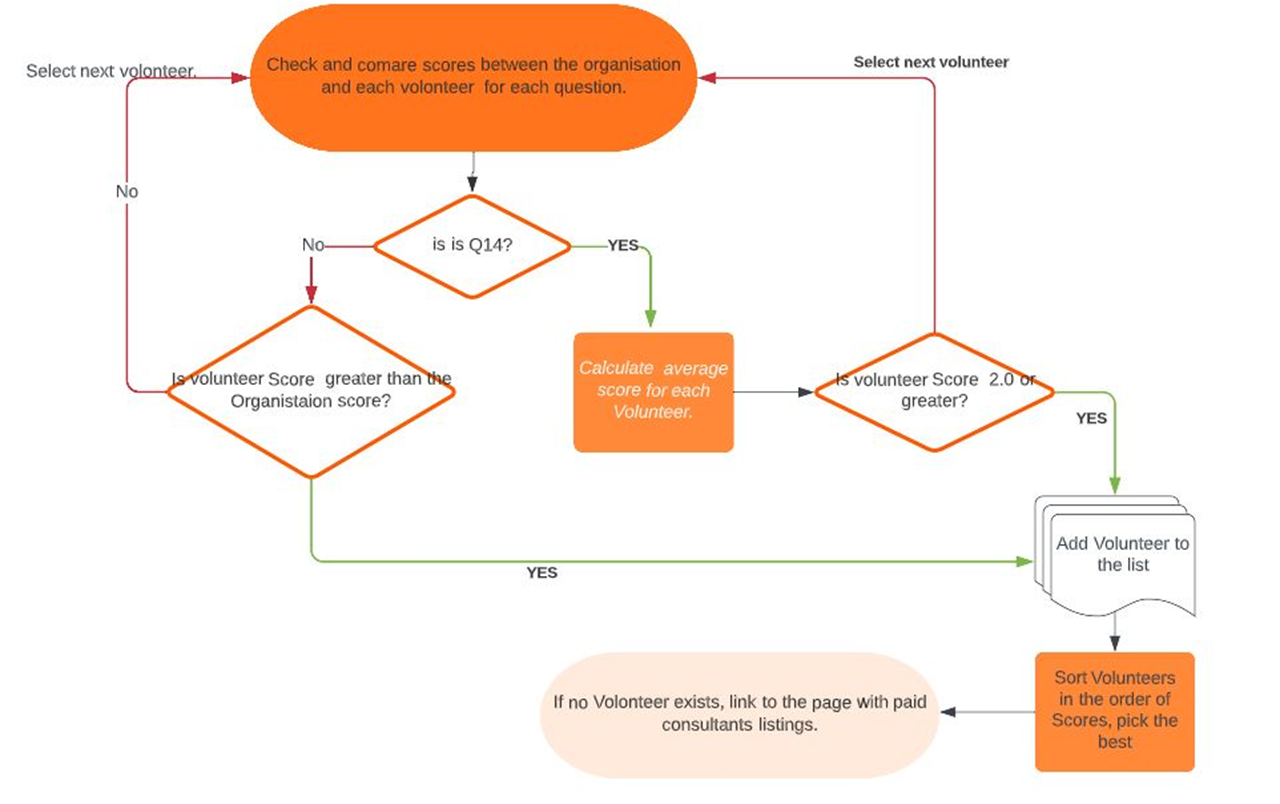 Select next volonteer.
Check and comare scores between the organisation
and each volonteer for each question.
Select next volunteer
No
No
is is Q14?
YES
Is volunteer Score greater than the
Organistaion score?
Calculate average
score for each
Volunteer.
Is volunteer Score 2.0 or
greater?
YES
YES
Add Volunteer to
the list
If no Volonteer exists, link to the page with paid
consultants listings.
Sort Volunteers
in the order of
Scores, pick the
best